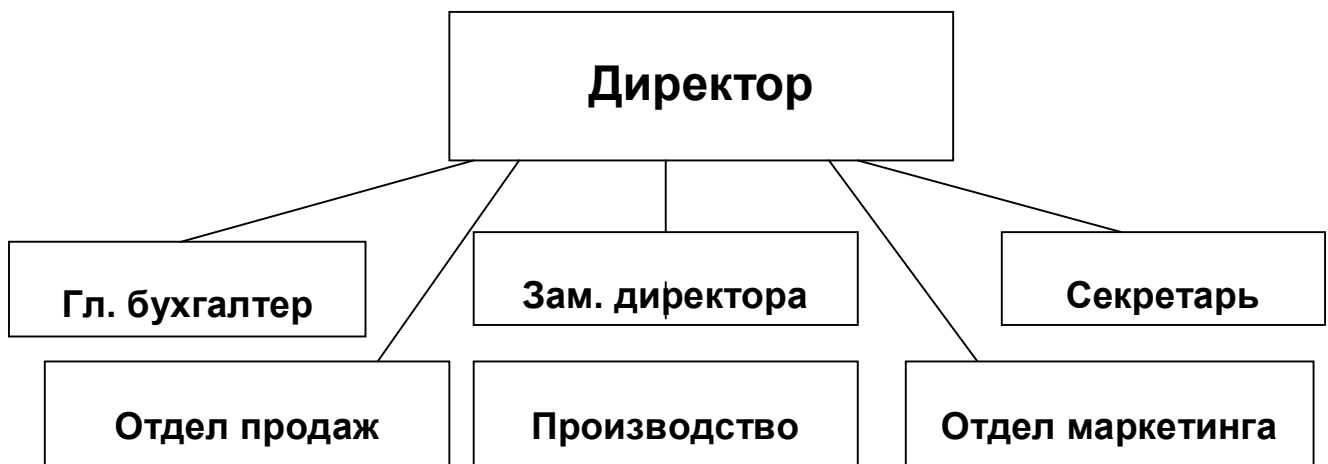 Директор
Гл. бухгалтер
Зам. директора
Секретарь
Отдел продаж
Производство
Отдел маркетинга